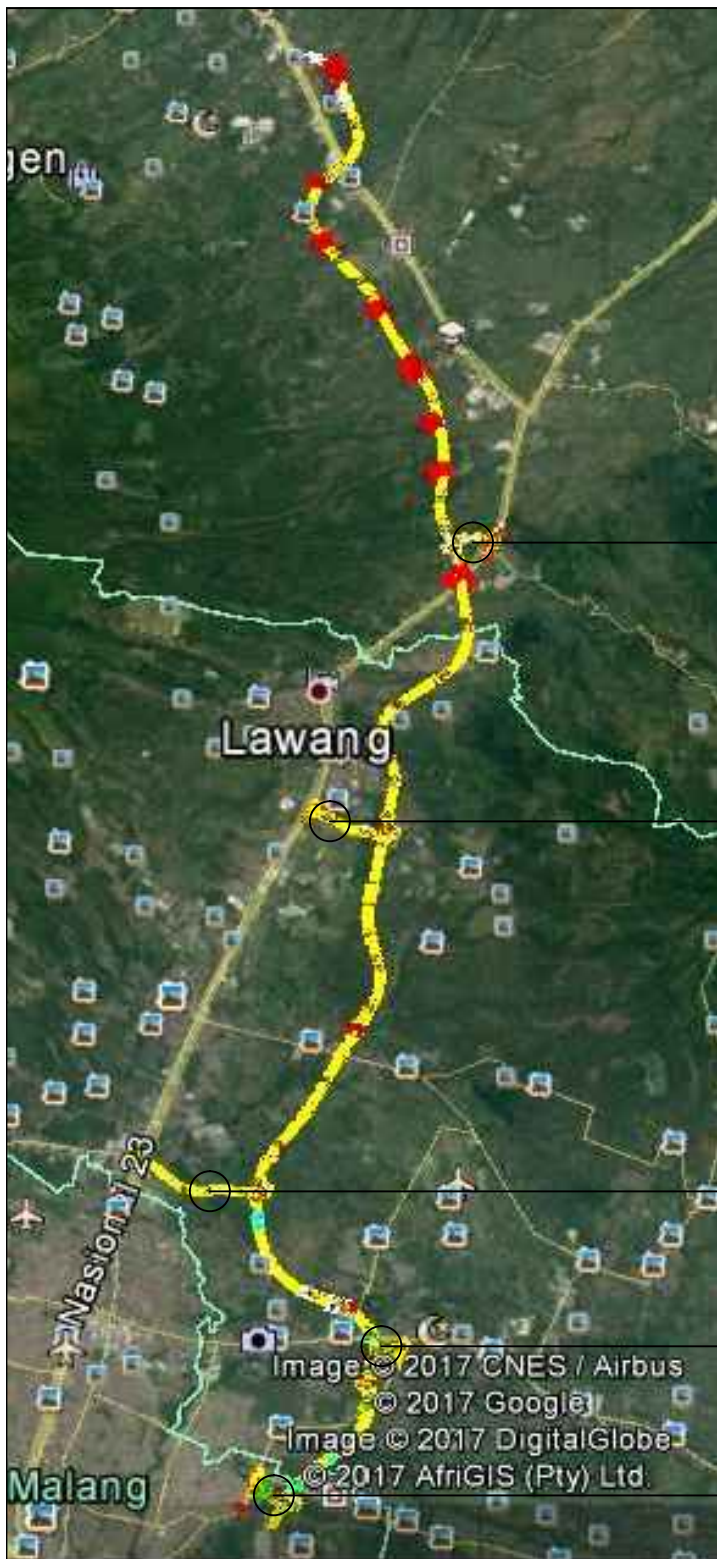 gen
Lawang
Nasional 23
Image © 2017 CNES / Airbus
© 2017 Google
Image © 2017 DigitalGlobe
© 2017 AfriGIS (Pty) Ltd.
Malang